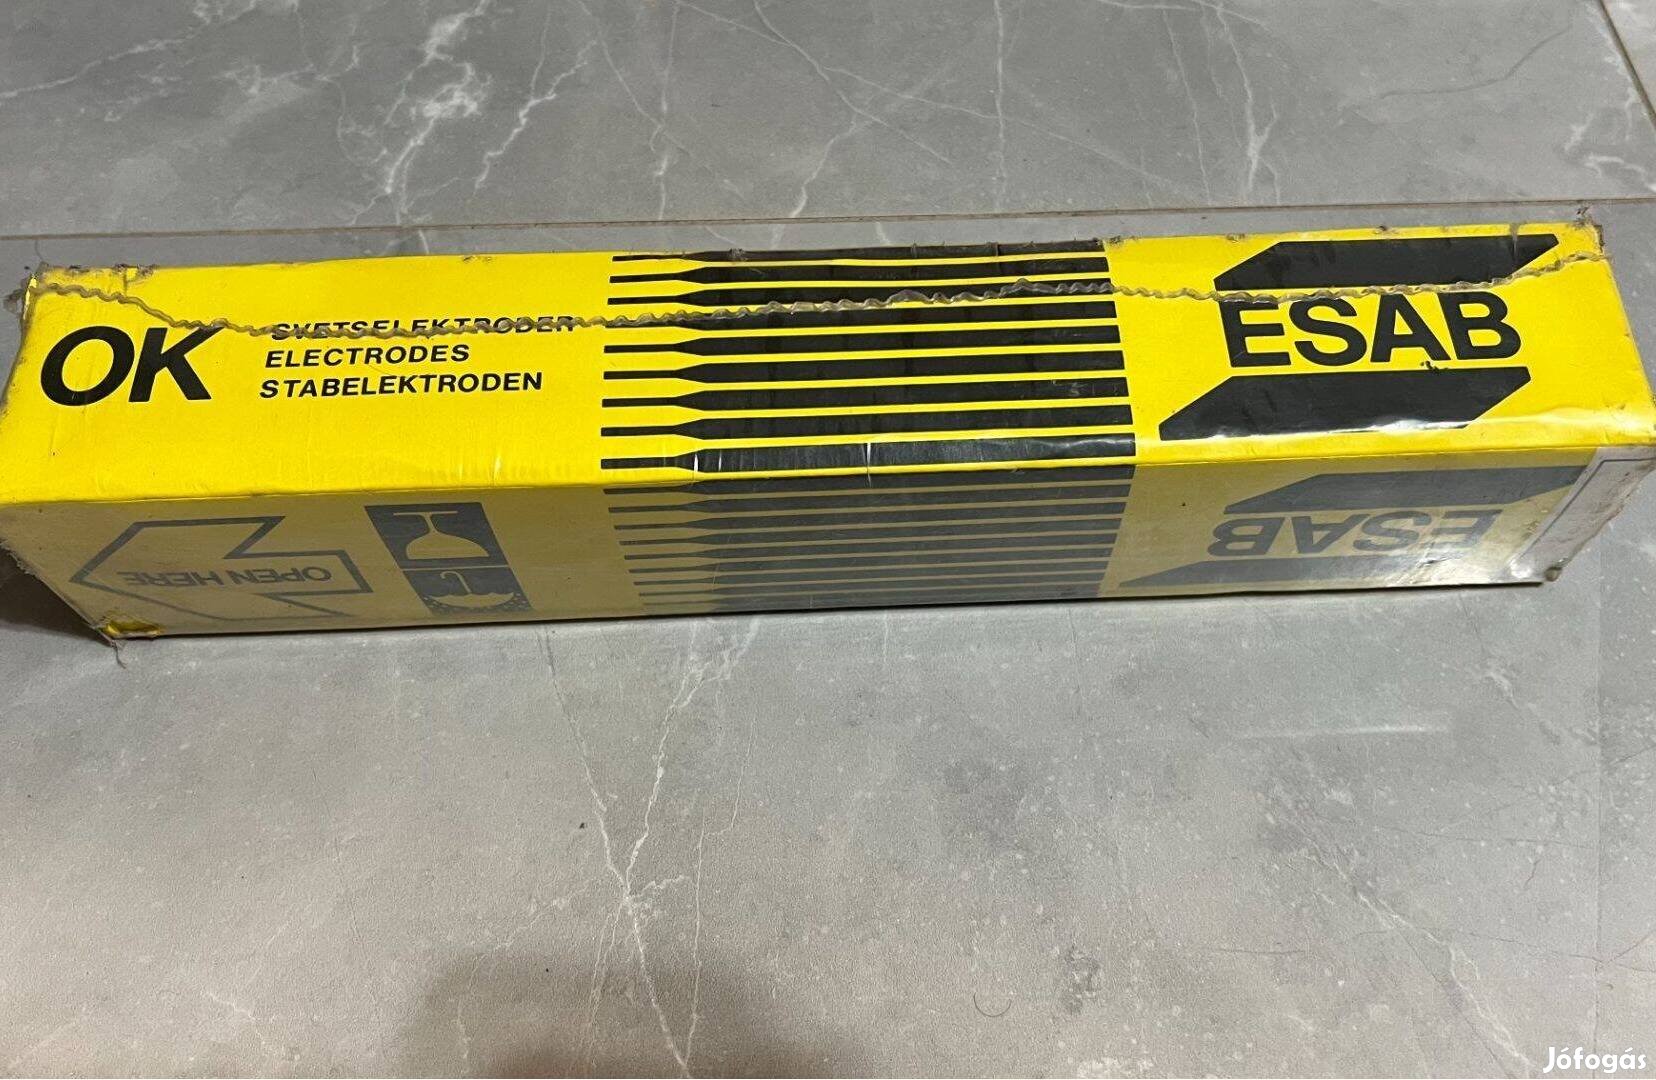 OK
SVETSELEKTRODER
ELECTRODES
STABELEKTRODEN
ESAB
OPEN HERE
ESAB
Jófogás